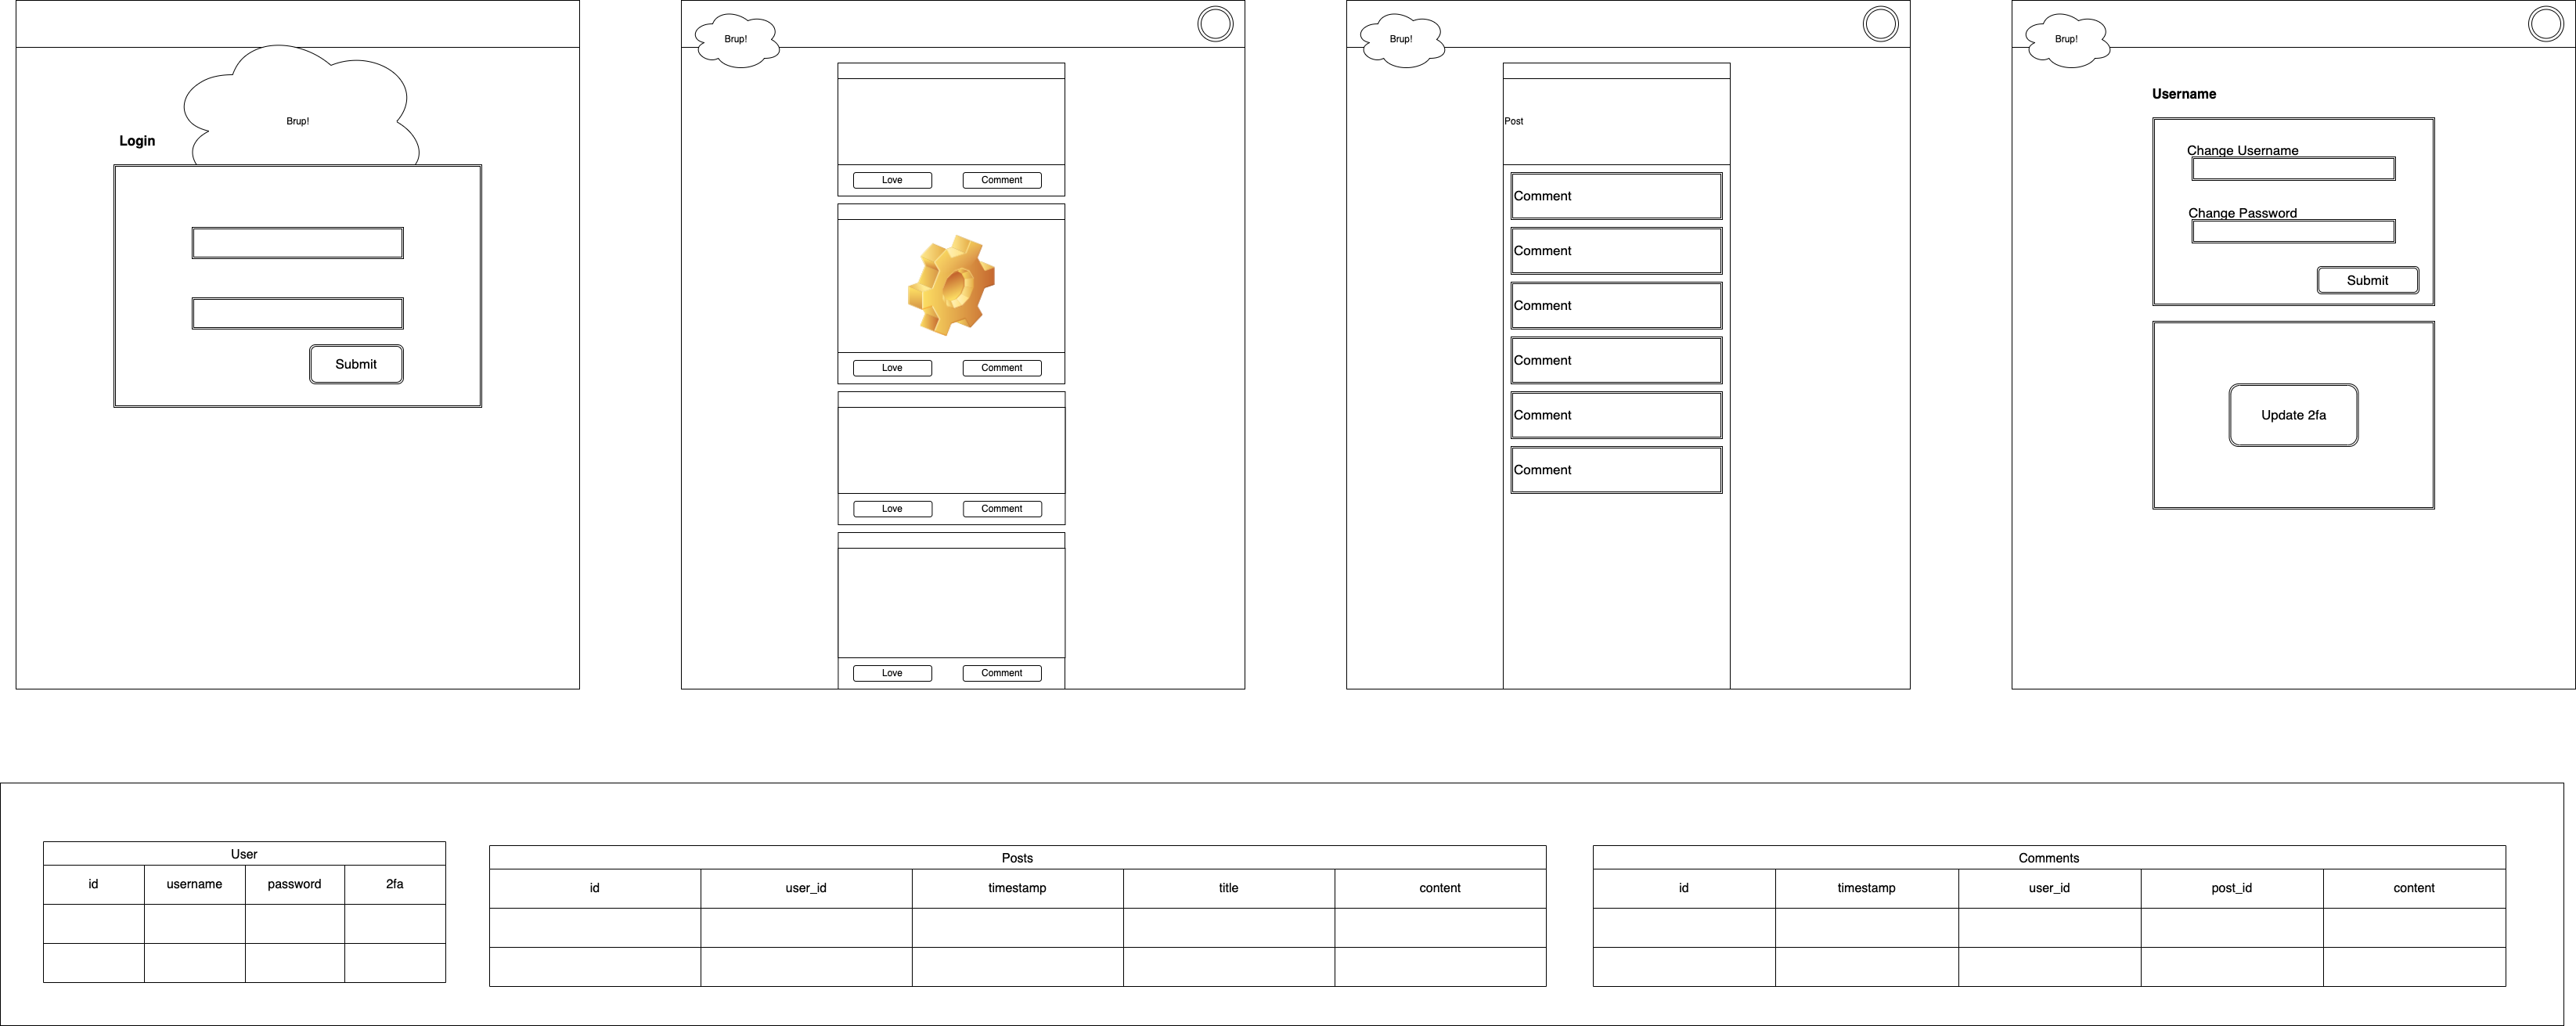 Brup!
Login
Submit
Brup!
Love
Comment
Love
Comment
Love
Comment
Love
Comment
Brup!
Post
Comment
Comment
Comment
Comment
Comment
Comment
Brup!
Username
Change Username
Change Password
Submit
Update 2fa
User
id username password 2fa
Posts
id user_id timestamp title content
Comments
id timestamp user_id post_id content